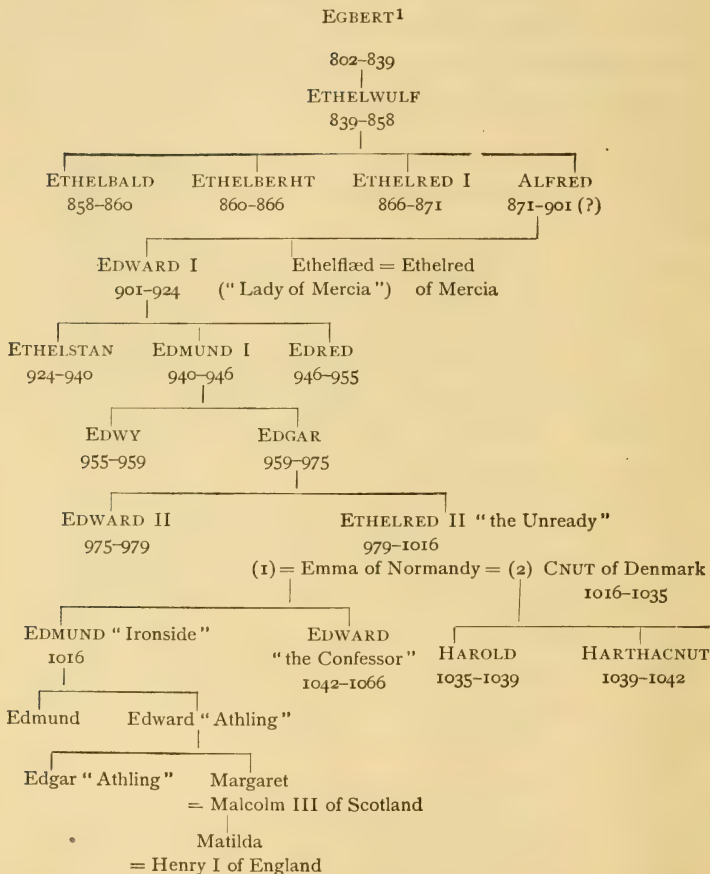 EGBERT¹
802–839
ETHELWULF
839–858
ETHELBALD ETHELBERHT ETHELRED I ALFRED
858–860 860–866 866–871 871–901 (?)
EDWARD I Ethelflæd = Ethelred
901–924 ("Lady of Mercia") of Mercia
ETHELSTAN EDMUND I EDRED
924–940 940–946 946–955
EDWY EDGAR
955–959 959–975
EDWARD II ETHELRED II "the Unready"
975–979 979–1016
(1) = Emma of Normandy = (2) CNUT of Denmark
1016–1035
EDMUND "Ironside" EDWARD
1016 "the Confessor" HAROLD HARTHACNUT
1042–1066 1035–1039 1039–1042
Edmund Edward "Athling"
Edgar "Athling" Margaret
= Malcolm III of Scotland
Matilda
= Henry I of England